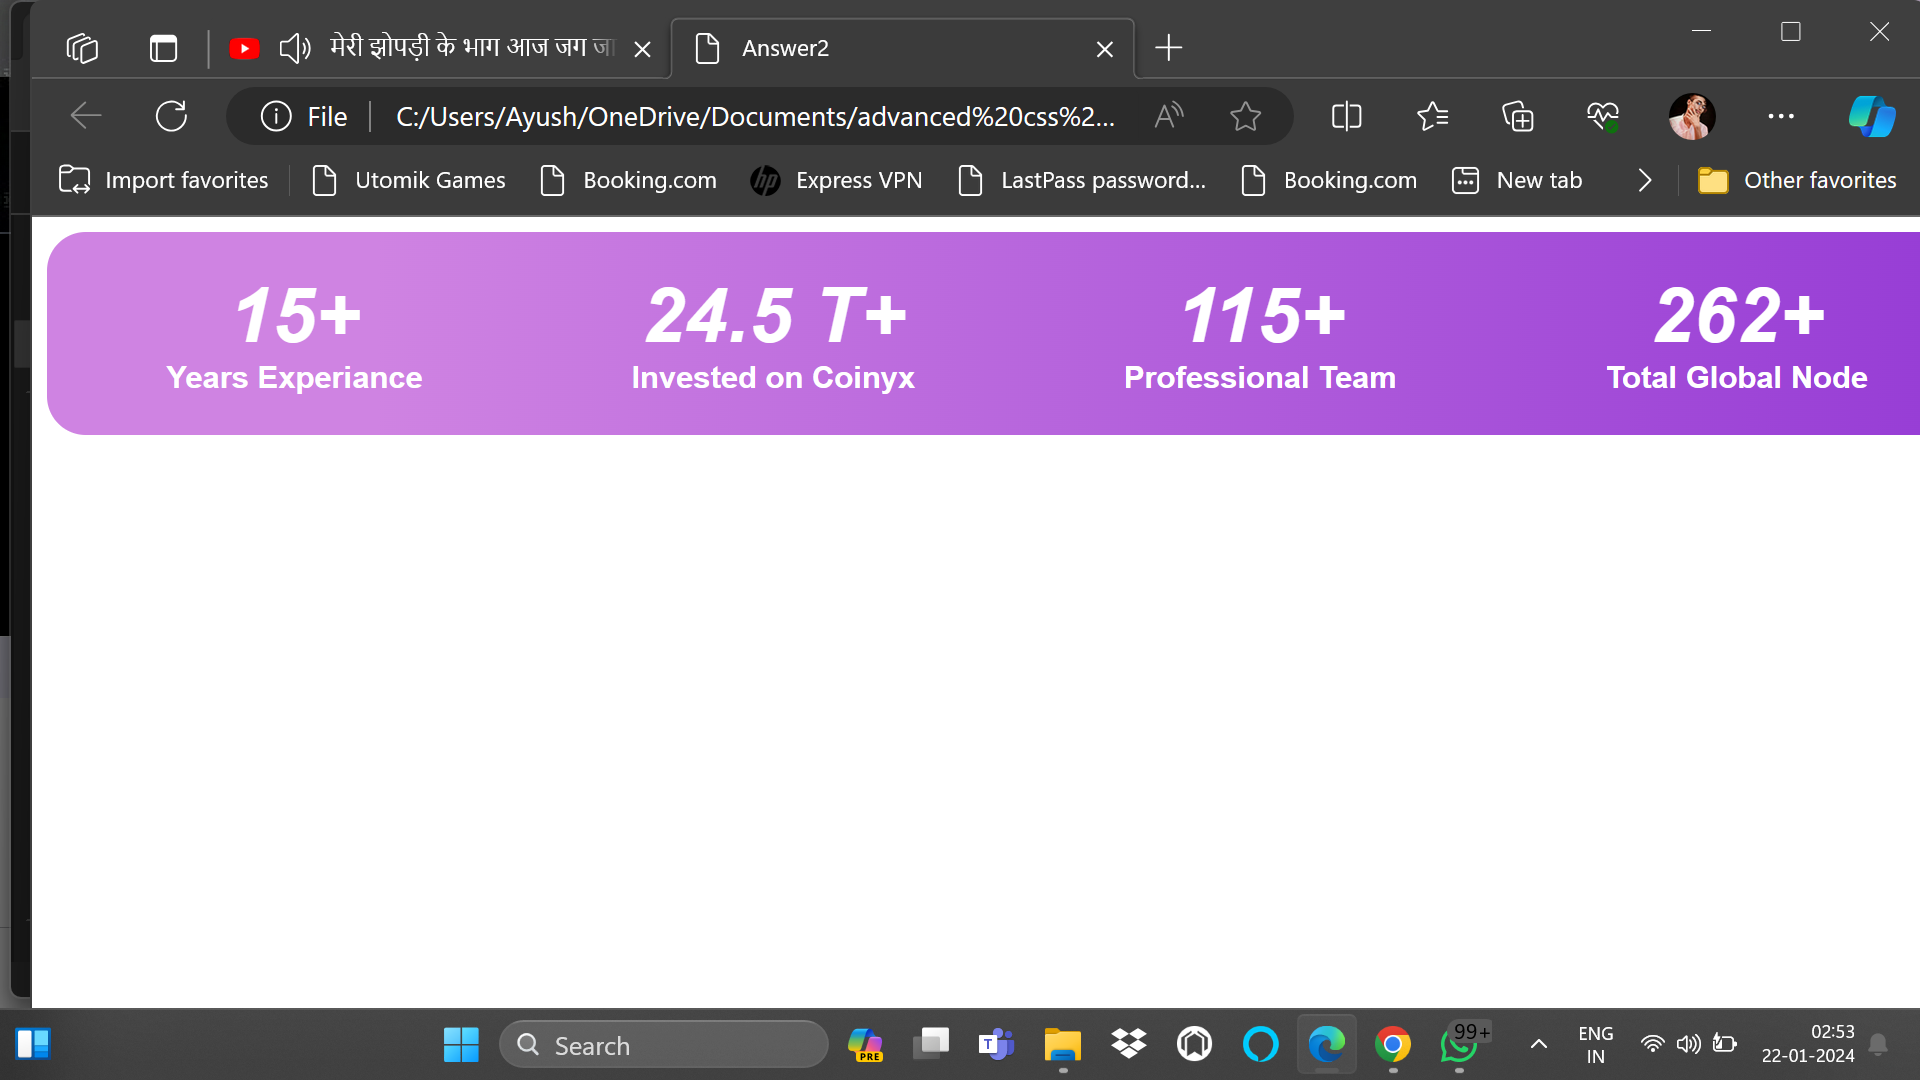 मेरी झोपड़ी के भाग आज जग जा
Answer2
File
C:/Users/Ayush/OneDrive/Documents/advanced%20css%2...
Import favorites
Utomik Games
Booking.com
Express VPN
LastPass password...
Booking.com
New tab
Other favorites
15+
Years Experiance
24.5 T+
Invested on Coinyx
115+
Professional Team
262+
Total Global Node
Search
PRE
99+
ENG
IN
02:53
22-01-2024